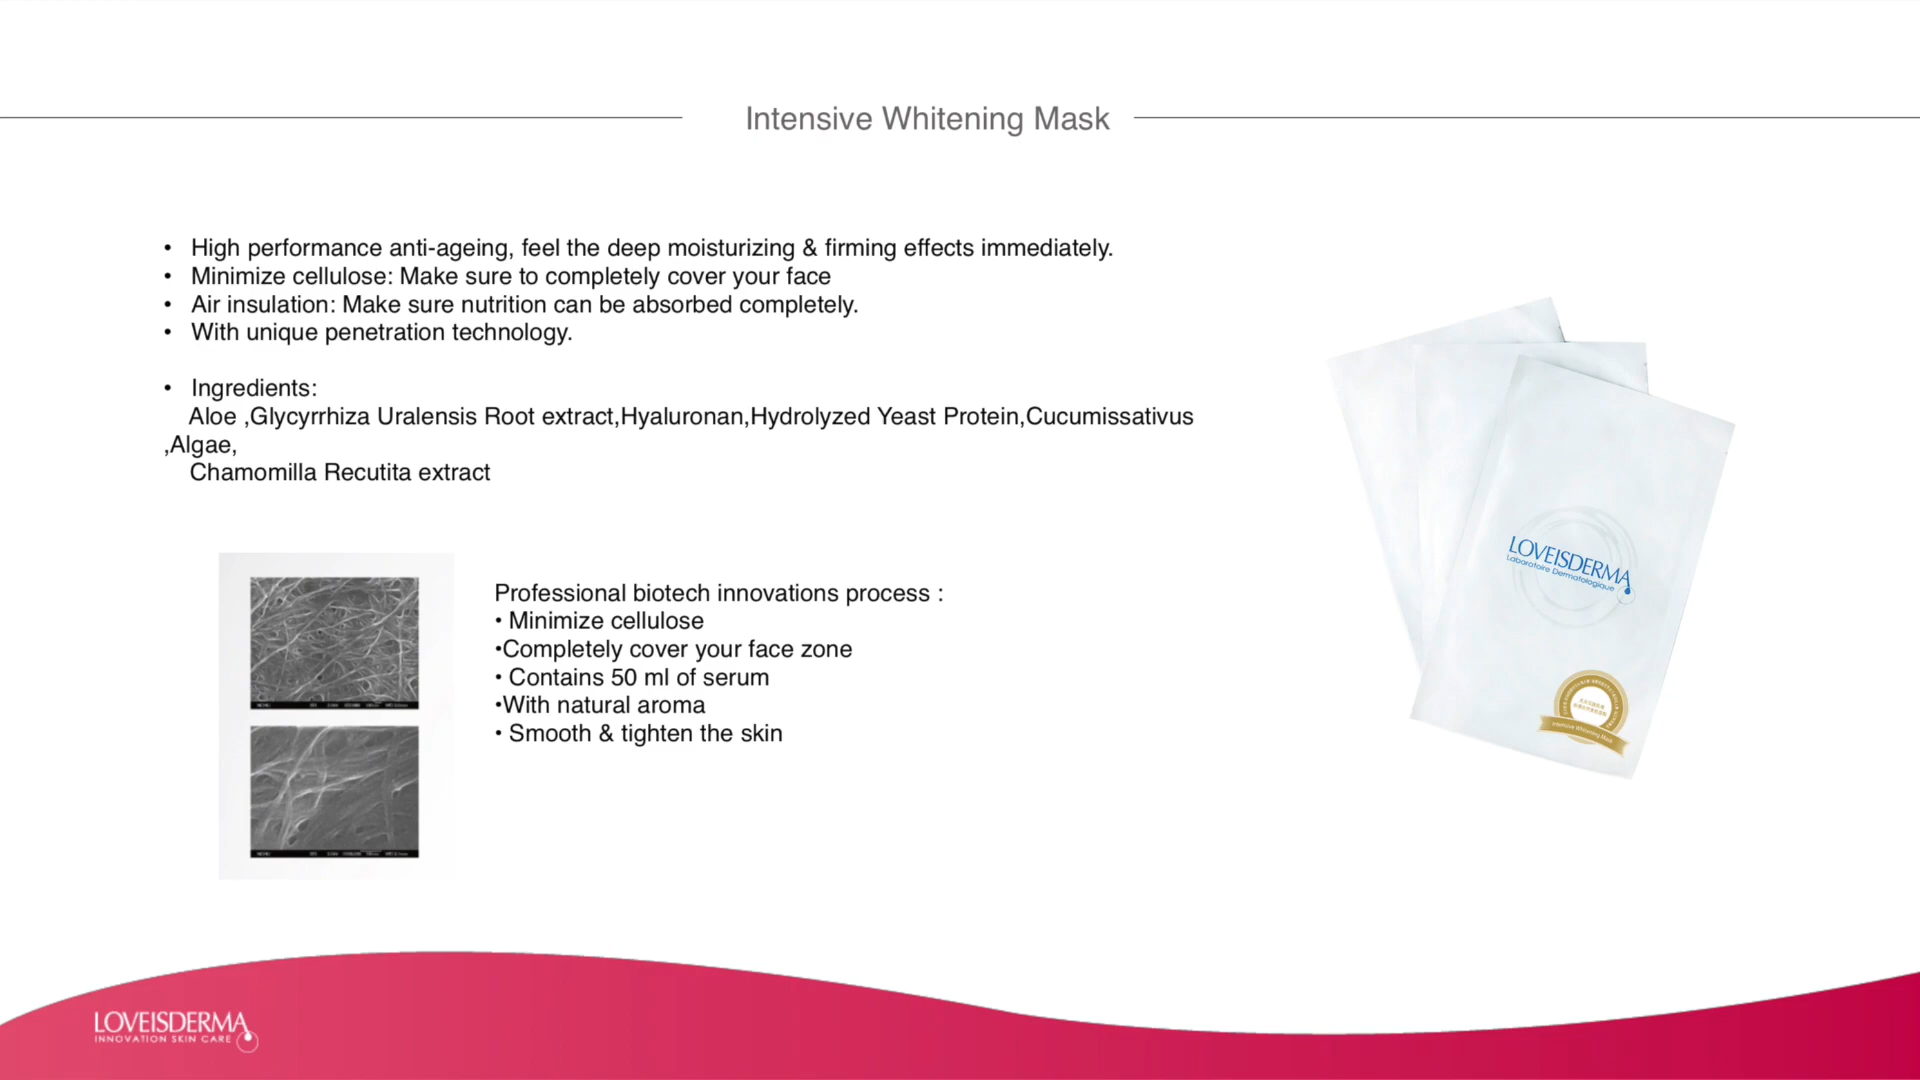 Intensive Whitening Mask
• High performance anti-ageing, feel the deep moisturizing & firming effects immediately.
• Minimize cellulose: Make sure to completely cover your face
• Air insulation: Make sure nutrition can be absorbed completely.
• With unique penetration technology.
• Ingredients:
Aloe ,Glycyrrhiza Uralensis Root extract,Hyaluronan,Hydrolyzed Yeast Protein,Cucumissativus
,Algae,
Chamomilla Recutita extract
Professional biotech innovations process :
• Minimize cellulose
•Completely cover your face zone
• Contains 50 ml of serum
•With natural aroma
• Smooth & tighten the skin
LOVEISDERMA
Laboratoire Dermatologique
Intensive Whitening Mask
LOVEISDERMA
INNOVATION SKIN CARE